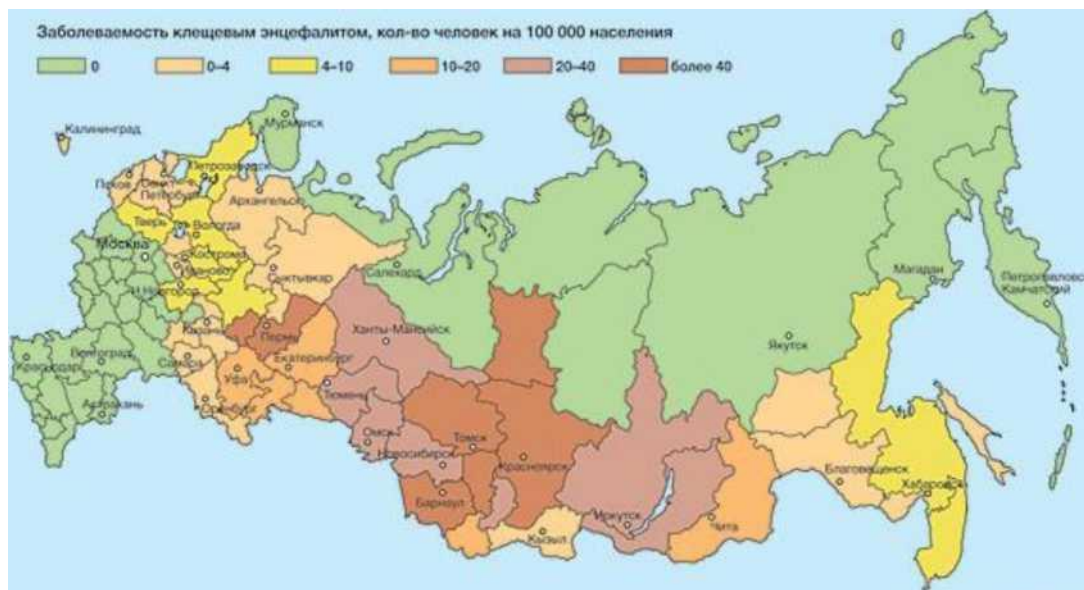 Заболеваемость клещевым энцефалитом, кол-во человек на 100 000 населения
0 0–4 4–10 10–20 20–40 более 40
Мурманск
Калининград
Петрозаводск
Псков
Санкт-
Петербург
Архангельск
Тверь
Вологда
Москва
Кострома
Иваново
Сыктывкар
Салехард
Н.Новгород
Магадан
Петропавловск
Камчатский
Казань
Пермь
Ханты-Мансийск
Якутск
Волгоград
Краснодар
Самара
Екатеринбург
Уфа
Астрахань
Оренбург
Тюмень
Омск
Томск
Новосибирск
Красноярск
Благовещенск
Хабаровск
Барнаул
Иркутск
Чита
Кызыл